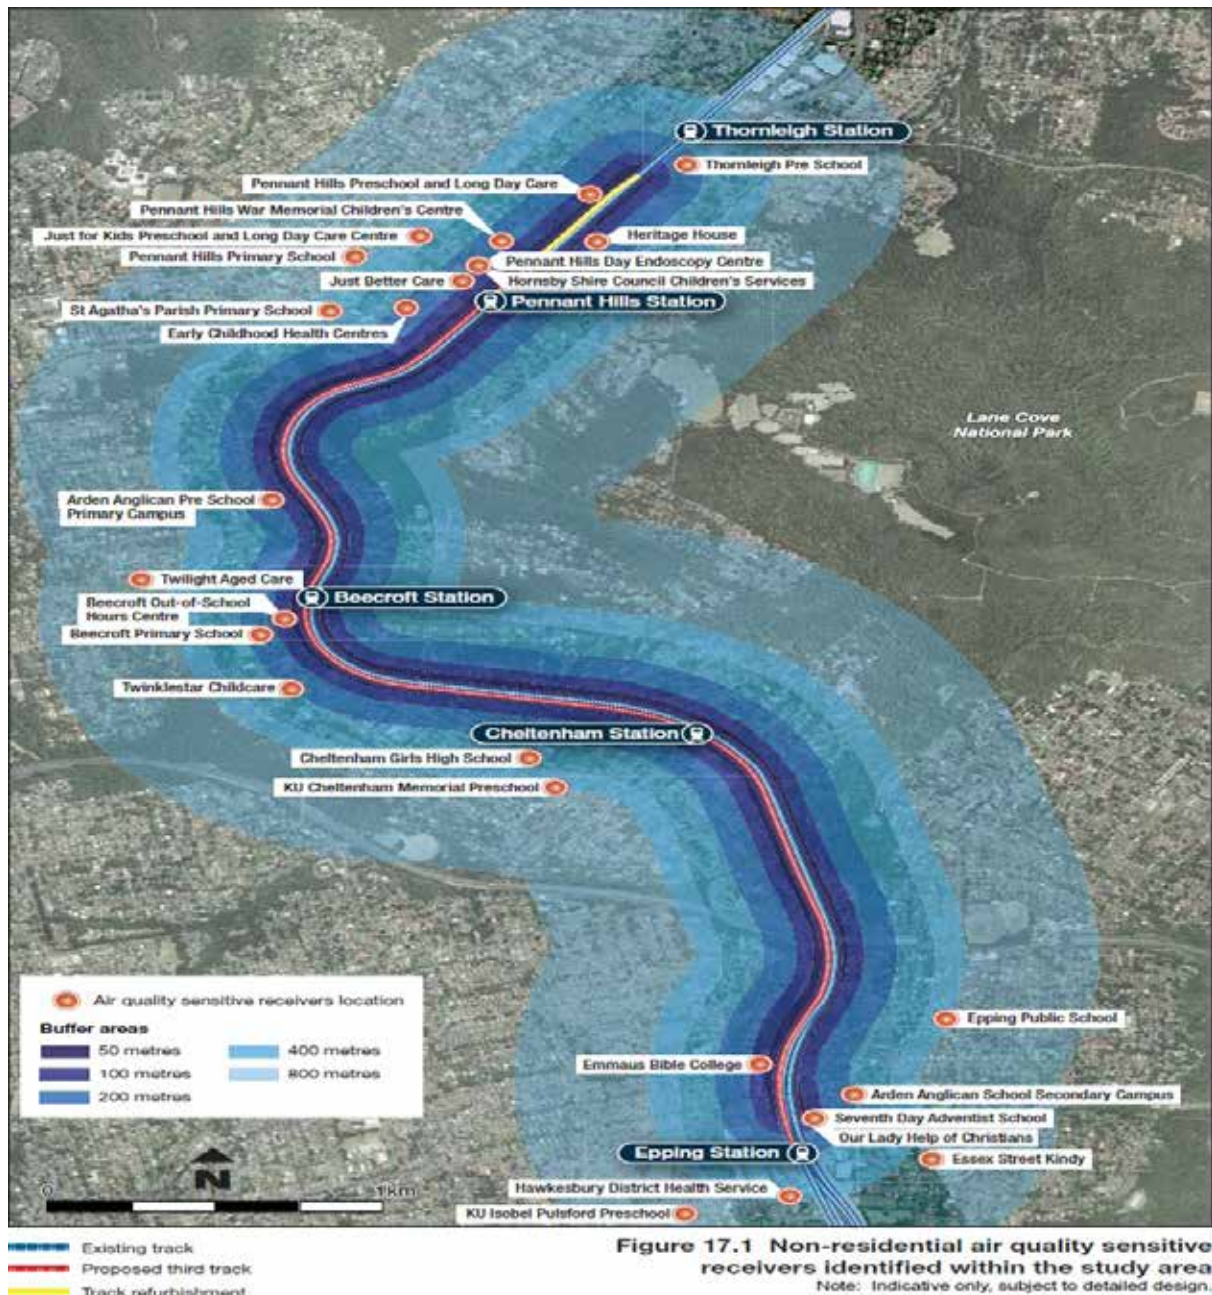 Thornleigh Station
Thornleigh Pre School
Pennant Hills Preschool and Long Day Care
Pennant Hills War Memorial Children's Centre
Just for Kids Preschool and Long Day Care Centre
Heritage House
Pennant Hills Primary School
Pennant Hills Day Endoscopy Centre
Just Better Care
Hornsby Shire Council Children's Services
Pennant Hills Station
St Agatha's Parish Primary School
Early Childhood Health Centres
Lane Cove
National Park
Arden Anglican Pre School
Primary Campus
Twilight Aged Care
Beecroft Station
Beecroft Out-of-School
Hours Centre
Beecroft Primary School
Twinklestar Childcare
Cheltenham Station
Cheltenham Girls High School
KU Cheltenham Memorial Preschool
Air quality sensitive receivers location
Buffer areas
50 metres
400 metres
100 metres
800 metres
200 metres
Epping Public School
Emmaus Bible College
Arden Anglican School Secondary Campus
Seventh Day Adventist School
Our Lady Help of Christians
Epping Station
Essex Street Kindy
Hawkesbury District Health Service
KU Isobel Pulsford Preschool
N
0
1km
Existing track
Proposed third track
Track refurbishment
Figure 17.1 Non-residential air quality sensitive
receivers identified within the study area
Note: Indicative only, subject to detailed design.